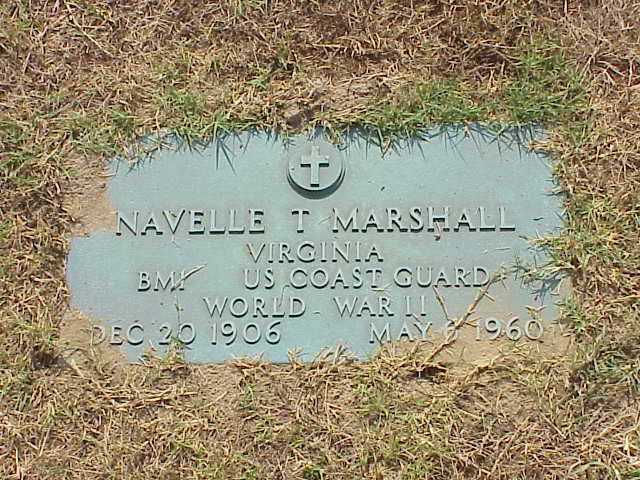 NAVELLE T MARSHALL
VIRGINIA
BM1 US COAST GUARD
WORLD WAR II
DEC 20 1906 MAY 6 1960